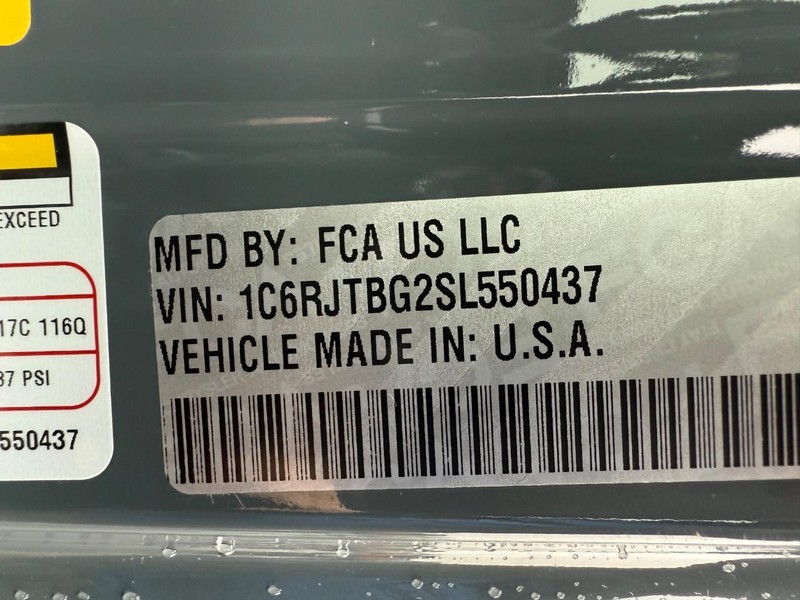 EXCEED
17C 116Q
37 PSI
550437
MFD BY: FCA US LLC
VIN: 1C6RJTBG2SL550437
VEHICLE MADE IN: U.S.A.